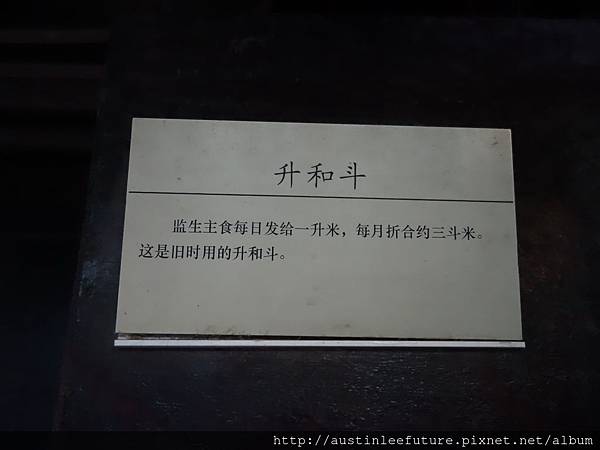 升和斗
监生主食每日发给一升米，每月折合约三斗米。
这是旧时用的升和斗。
http://austinleefuture.pixnet.net/album